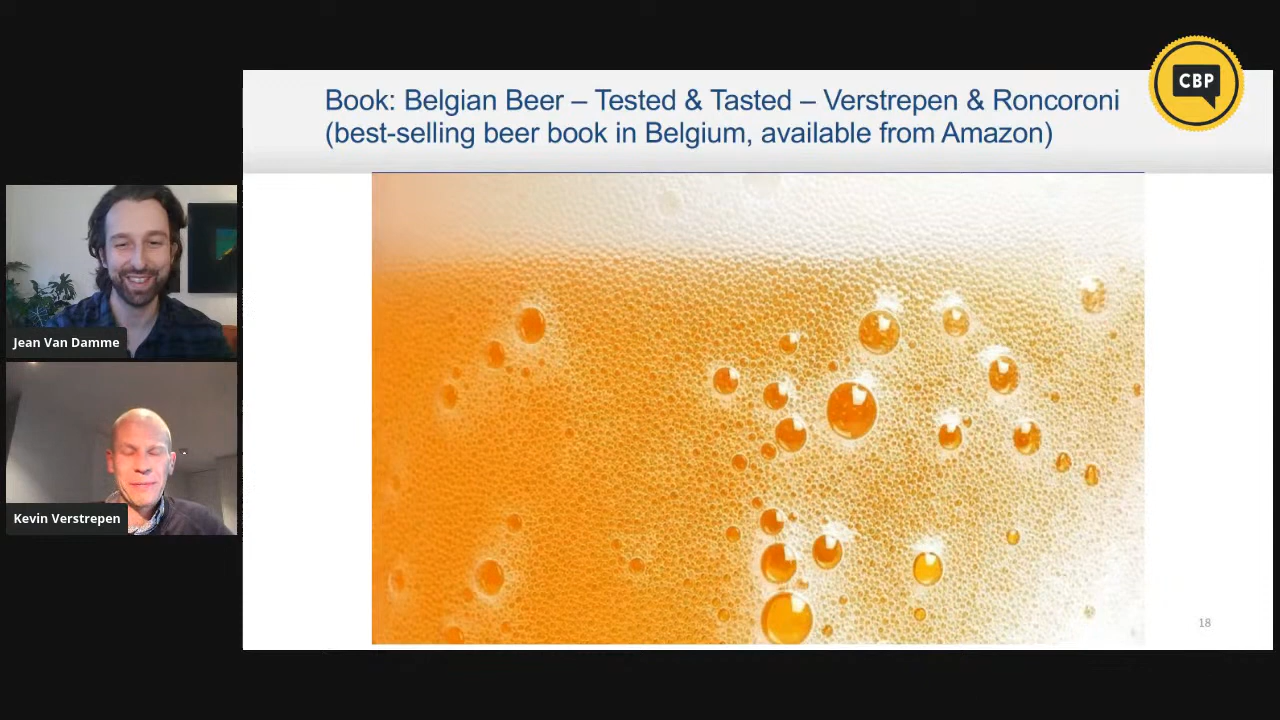 Book: Belgian Beer – Tested & Tasted – Verstrepen & Roncoroni
(best-selling beer book in Belgium, available from Amazon)
CBP
Jean Van Damme
Kevin Verstrepen
18